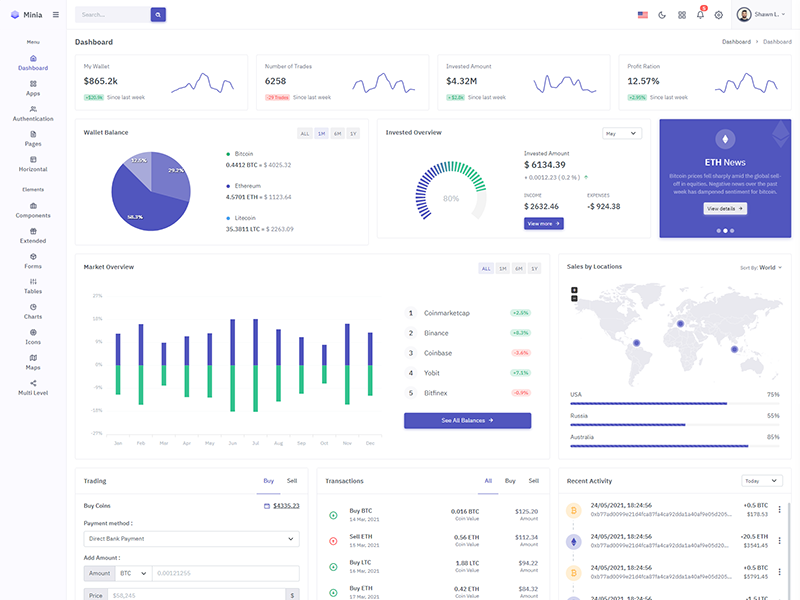 Minia
Search...
Shawn L.
Menu
Dashboard
Apps
Authentication
Pages
Horizontal
Elements
Components
Extended
Forms
Tables
Charts
Icons
Maps
Multi Level
Dashboard
Dashboard > Dashboard
My Wallet
$865.2k
+$20.9k Since last week
Number of Trades
6258
-29 Trades Since last week
Invested Amount
$4.32M
+ $2.8k Since last week
Profit Ration
12.57%
+2.95% Since last week
Wallet Balance
ALL 1M 6M 1Y
17.5%
29.2%
58.3%
Bitcoin
0.4412 BTC = $ 4025.32
Ethereum
4.5701 ETH = $ 1123.64
Litecoin
35.3811 LTC = $ 2263.09
Invested Overview
May
80%
Invested Amount
$ 6134.39
+ 0.0012.23 ( 0.2 % )
INCOME EXPENSES
$ 2632.46 -$ 924.38
View more
ETH News
Bitcoin prices fell sharply amid the global sell-
off in equities. Negative news over the past
week has dampened sentiment for bitcoin.
View details
Market Overview
ALL 1M 6M 1Y
27%
18%
9%
0%
-9%
-18%
-27%
Jan Feb Mar Apr May Jun Jul Aug Sep Oct Nov Dec
1 Coinmarketcap +2.5%
2 Binance +8.3%
3 Coinbase -3.6%
4 Yobit +7.1%
5 Bitfinex -0.9%
See All Balances
Sales by Locations
Sort By: World
+
USA 75%
Russia 55%
Australia 85%
Trading
Buy Sell
Buy Coins $4335.23
Payment method :
Direct Bank Payment
Add Amount :
Amount BTC 0.00121255
Price $58,245 $
Transactions
All Buy Sell
Buy BTC 0.016 BTC $125.20
14 Mar, 2021 Coin Value Amount
Sell ETH 0.56 ETH $112.34
15 Mar, 2021 Coin Value Amount
Buy LTC 1.88 LTC $94.22
16 Mar, 2021 Coin Value Amount
Buy ETH 0.42 ETH $84.32
17 Mar, 2021 Coin Value Amount
Recent Activity
Today
24/05/2021, 18:24:56 +0.5 BTC
0xb77ad0099e21d4fca87fa4ca92dda1a40af9e05d205... $178.53
24/05/2021, 18:24:56 -20.5 ETH
$3541.45
24/05/2021, 18:24:56 +0.5 BTC
$5791.45
24/05/2021, 18:24:56 -1.5 LTC